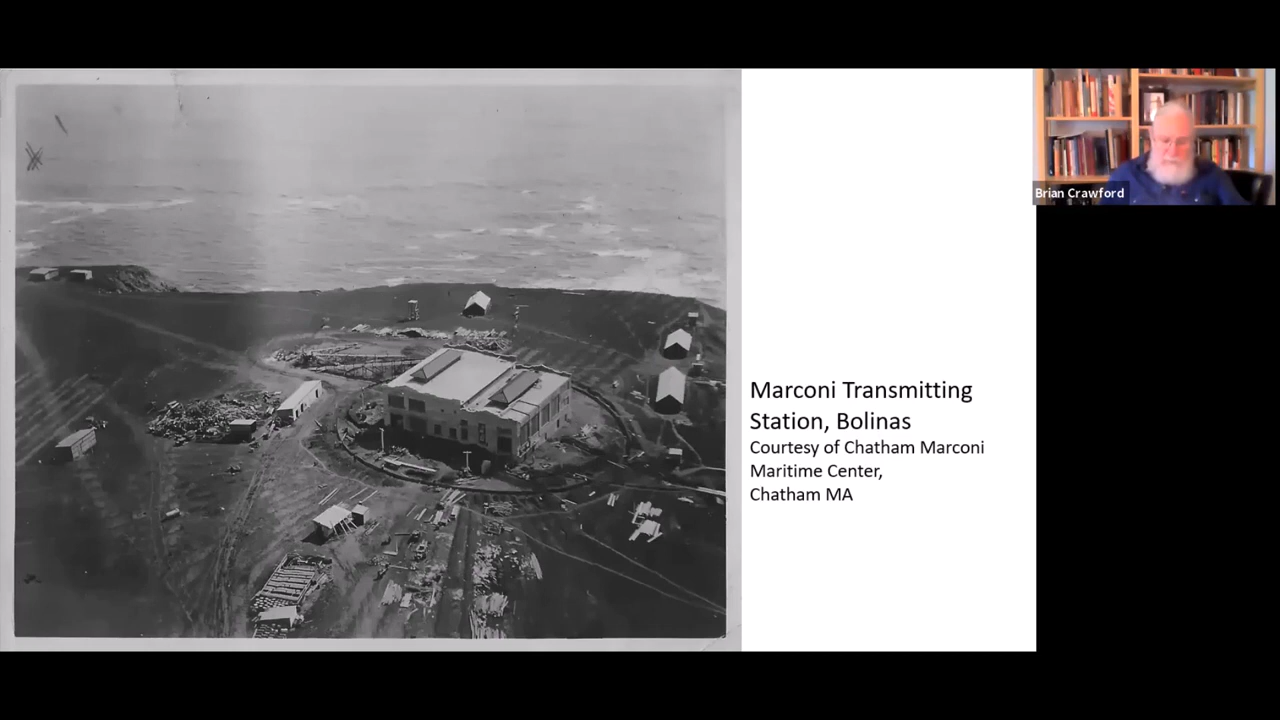 Marconi Transmitting
Station, Bolinas
Courtesy of Chatham Marconi
Maritime Center,
Chatham MA
Brian Crawford